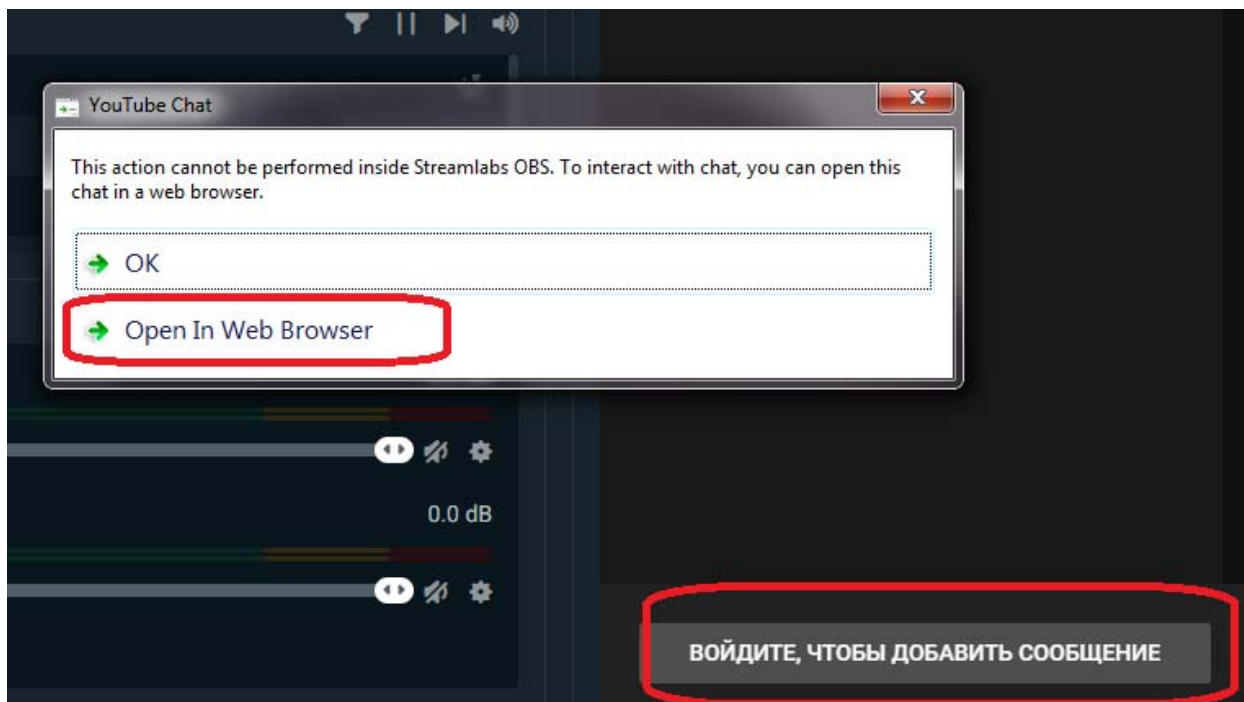 YouTube Chat
This action cannot be performed inside Streamlabs OBS. To interact with chat, you can open this
chat in a web browser.
OK
Open In Web Browser
0.0 dB
ВОЙДИТЕ, ЧТОБЫ ДОБАВИТЬ СООБЩЕНИЕ